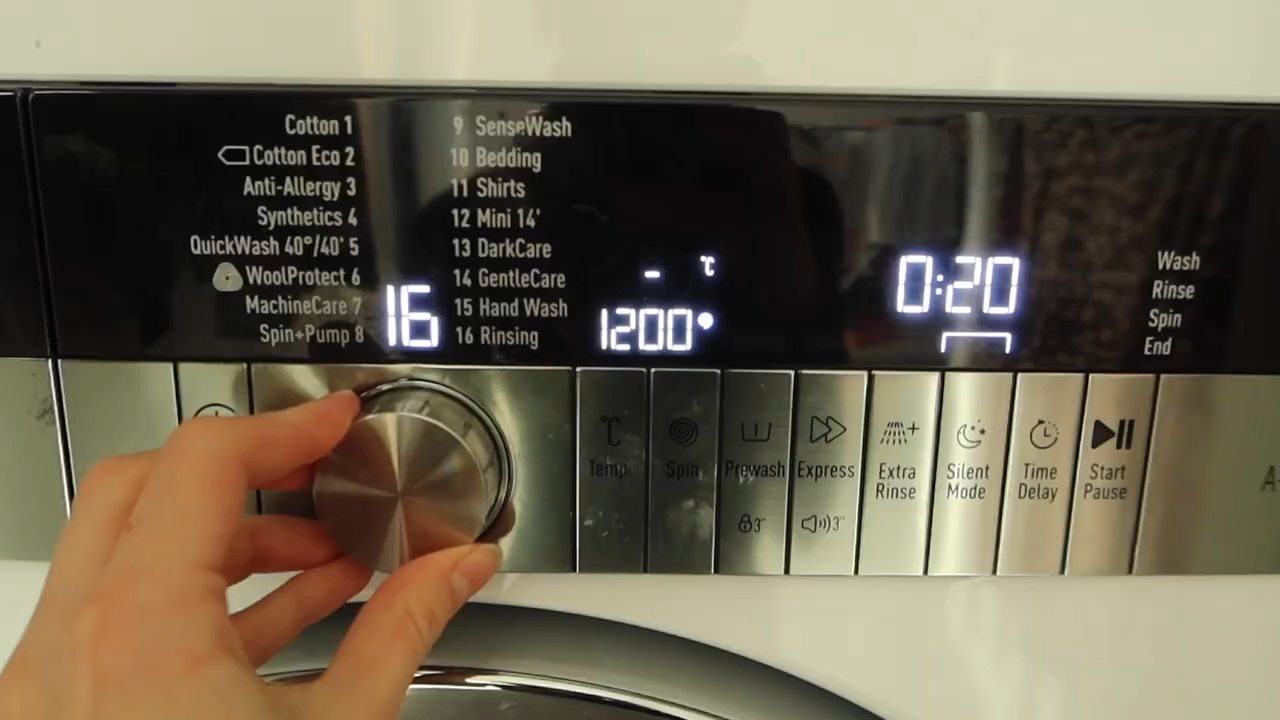 Cotton 1
Cotton Eco 2
Anti-Allergy 3
Synthetics 4
QuickWash 40°/40' 5
WoolProtect 6
MachineCare 7
Spin+Pump 8
16
9 SenseWash
10 Bedding
11 Shirts
12 Mini 14'
13 DarkCare
14 GentleCare
15 Hand Wash
16 Rinsing
- °C
1200
0:20
Wash
Rinse
Spin
End
°C
Temp.
Spin
Prewash
3"
Express
3"
Extra
Rinse
Silent
Mode
Time
Delay
Start
Pause